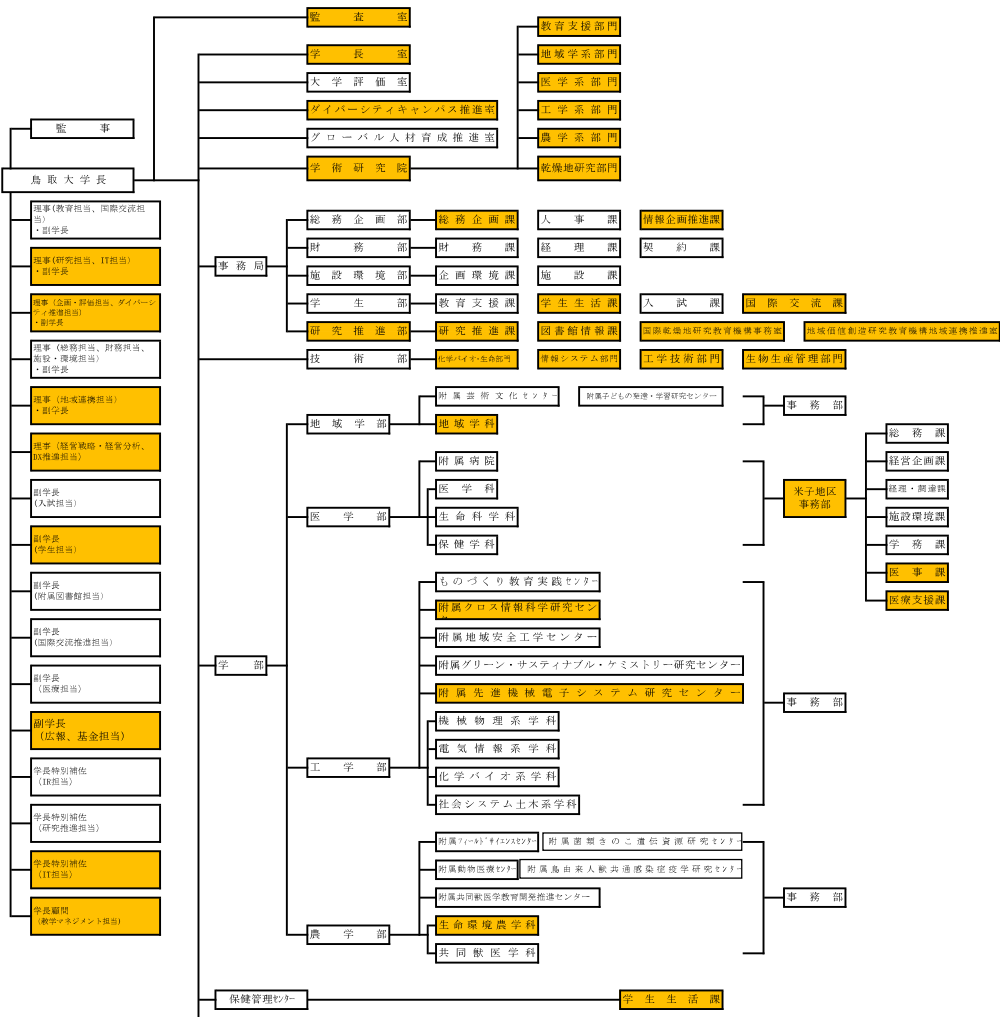 監査室
学長室
大学評価室
ダイバーシティキャンパス推進室
グローバル人材育成推進室
学術研究院
教育支援部門
地域学系部門
医学系部門
工学系部門
農学系部門
乾燥地研究部門
監事
鳥取大学長
理事(教育担当、国際交流担
当)
・副学長
理事(研究担当、IT担当)
・副学長
理事(企画・評価担当、ダイバーシ
ティ推進担当)
・副学長
理事(総務担当、財務担当、
施設・環境担当)
・副学長
理事(地域連携担当)
・副学長
理事(経営戦略・経営分析、
DX推進担当)
副学長
(入試担当)
副学長
(学生担当)
副学長
(附属図書館担当)
副学長
(国際交流推進担当)
副学長
(医療担当)
副学長
(広報、基金担当)
学長特別補佐
(IR担当)
学長特別補佐
(研究推進担当)
学長特別補佐
(IT担当)
学長顧問
(教学マネジメント担当)
事務局
総務企画部 総務企画課 人事課 情報企画推進課
財務部 財務課 経理課 契約課
施設環境部 企画環境課 施設課
学生部 教育支援課 学生生活課 入試課 国際交流課
研究推進部 研究推進課 図書館情報課 国際乾燥地研究教育機構事務室 地域価値創造研究教育機構地域連携推進室
技術部 化学バイオ・生命部門 情報システム部門 工学技術部門 生物生産管理部門
学部
地域学部
附属芸術文化センター 附属子どもの発達・学習研究センター
地域学科
事務部
医学部
附属病院
医学科
生命科学科
保健学科
米子地区
事務部
総務課
経営企画課
経理・調達課
施設環境課
学務課
医事課
医療支援課
工学部
ものづくり教育実践センター
附属クロス情報科学研究セン
附属地域安全工学センター
附属グリーン・サスティナブル・ケミストリー研究センター
附属先進機械電子システム研究センター
機械物理系学科
電気情報系学科
化学バイオ系学科
社会システム土木系学科
事務部
農学部
附属フィールドサイエンスセンター 附属菌類きのこ遺伝資源研究センター
附属動物医療センター 附属鳥由来人獣共通感染症疫学研究センター
附属共同獣医学教育開発推進センター
生命環境農学科
共同獣医学科
事務部
保健管理センター 学生生活課